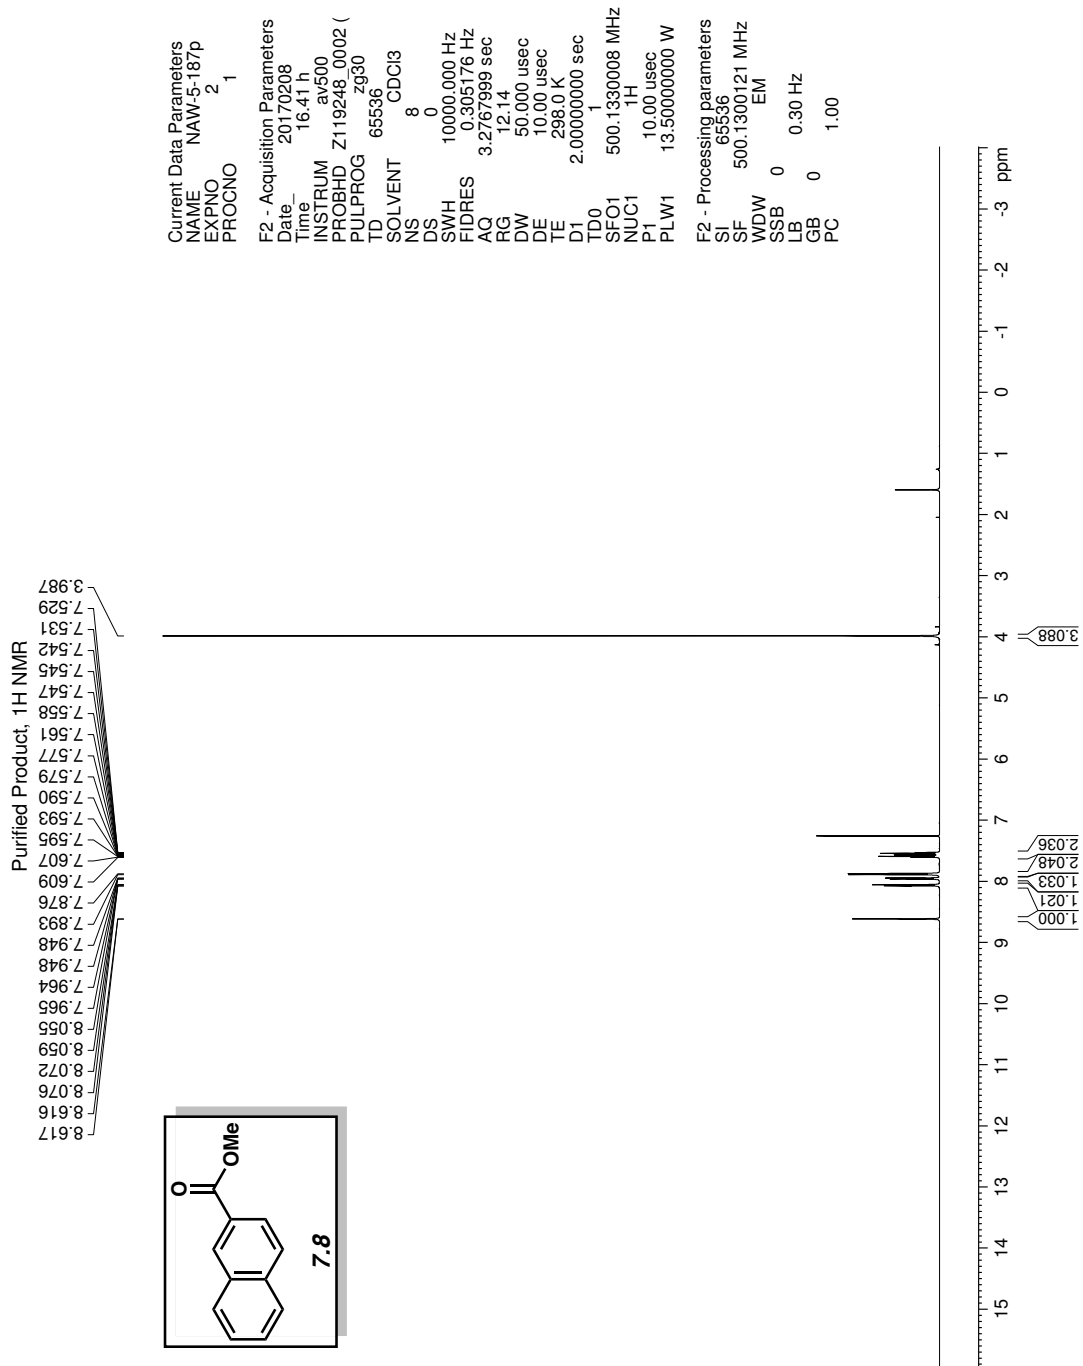 Purified Product, 1H NMR
8.617
8.616
8.076
8.072
8.059
8.055
7.965
7.964
7.948
7.948
7.893
7.876
7.609
7.607
7.595
7.593
7.590
7.579
7.577
7.561
7.558
7.547
7.545
7.542
7.531
7.529
3.987
O
OMe
7.8
Current Data Parameters
NAME NAW-5-187p
EXPNO 2
PROCNO 1
F2 - Acquisition Parameters
Date_ 20170208
Time 16.41 h
INSTRUM av500
PROBHD Z119248_0002 (
PULPROG zg30
TD 65536
SOLVENT CDCl3
NS 8
DS 0
SWH 10000.000 Hz
FIDRES 0.305176 Hz
AQ 3.2767999 sec
RG 12.14
DW 50.000 usec
DE 10.00 usec
TE 298.0 K
D1 2.00000000 sec
TD0 1
SFO1 500.1330008 MHz
NUC1 1H
P1 10.00 usec
PLW1 13.50000000 W
F2 - Processing parameters
SI 65536
SF 500.1300121 MHz
WDW EM
SSB 0
LB 0.30 Hz
GB 0
PC 1.00
15 14 13 12 11 10 9 8 7 6 5 4 3 2 1 0 -1 -2 -3 ppm
1.000
1.021
1.033
2.048
2.036
3.088